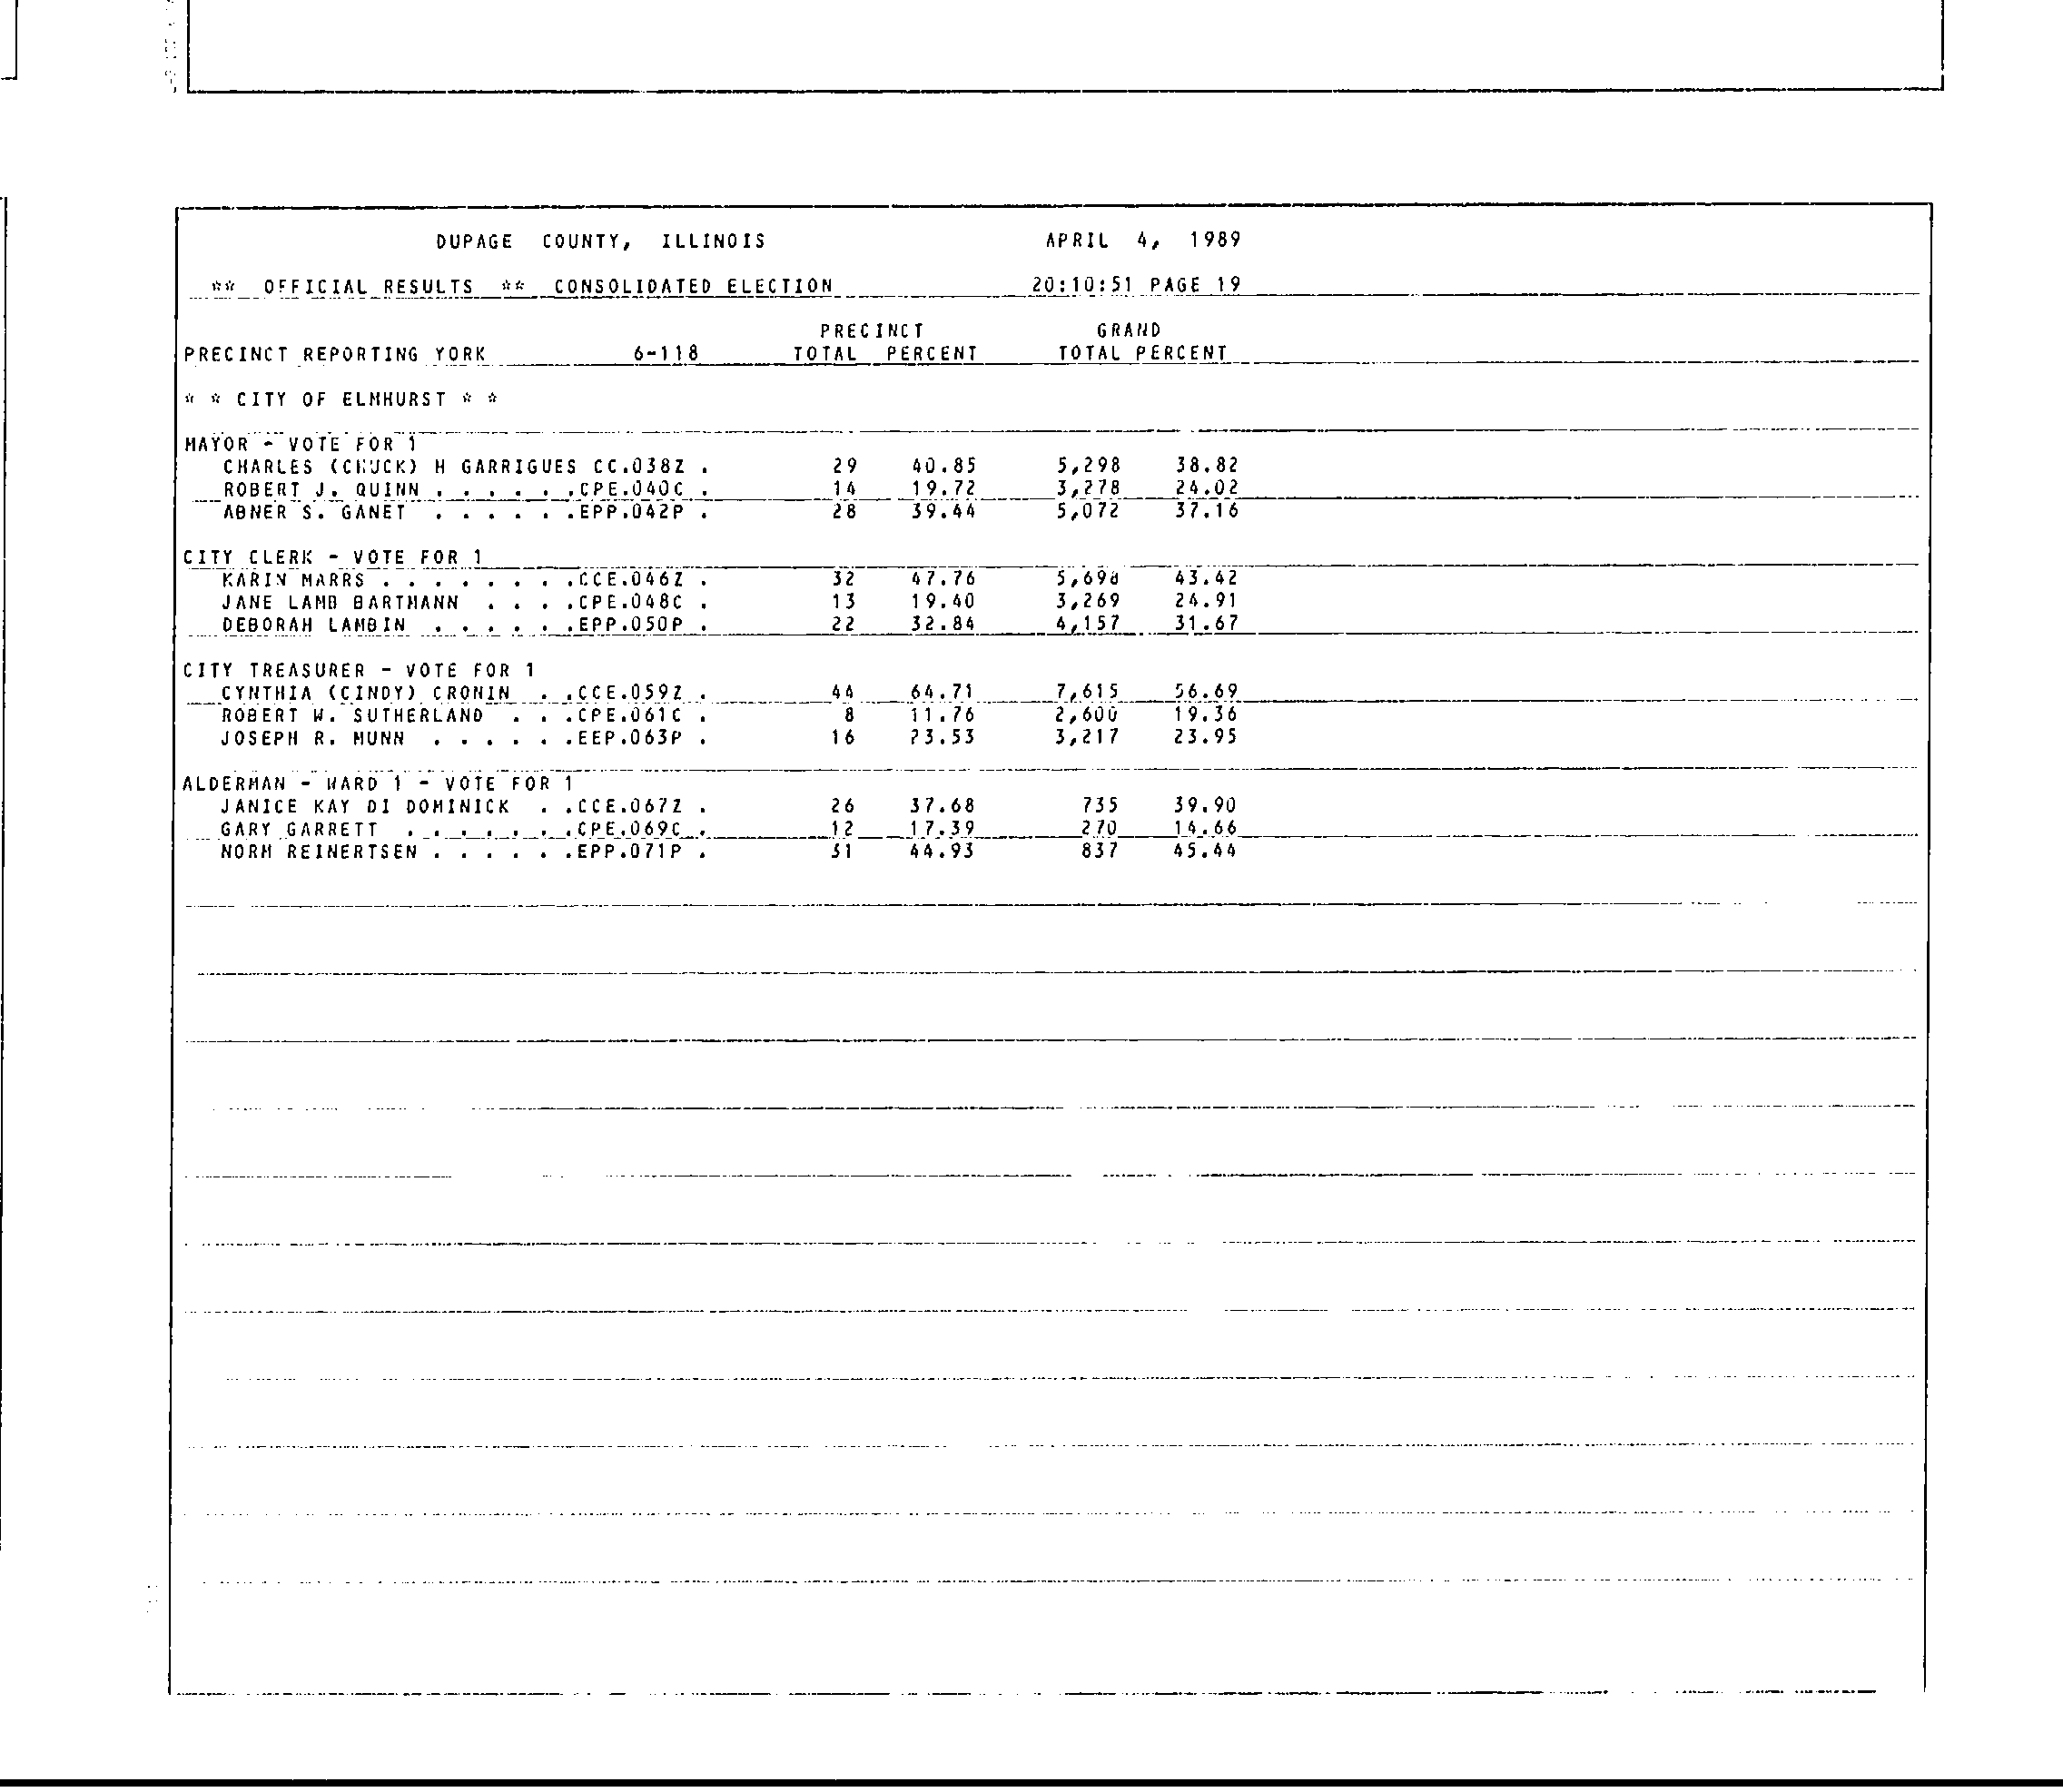 DUPAGE COUNTY, ILLINOIS APRIL 4, 1989
** OFFICIAL RESULTS ** CONSOLIDATED ELECTION 20:10:51 PAGE 19
PRECINCT GRAND
PRECINCT REPORTING YORK 6-118 TOTAL PERCENT TOTAL PERCENT
* * CITY OF ELMHURST * *
MAYOR - VOTE FOR 1
CHARLES (CHUCK) H GARRIGUES CC.038Z . 29 40.85 5,298 38.82
ROBERT J. QUINN . . . . . .CPE.040C . 14 19.72 3,278 24.02
ABNER S. GANET . . . . . .EPP.042P . 28 39.44 5,072 37.16
CITY CLERK - VOTE FOR 1
KARIN MARRS . . . . . . . .CCE.046Z . 32 47.76 5,698 43.42
JANE LAMB BARTMANN . . . .CPE.048C . 13 19.40 3,269 24.91
DEBORAH LAMBIN . . . . . .EPP.050P . 22 32.84 4,157 31.67
CITY TREASURER - VOTE FOR 1
CYNTHIA (CINDY) CRONIN . .CCE.059Z . 44 64.71 7,615 56.69
ROBERT W. SUTHERLAND . . .CPE.061C . 8 11.76 2,600 19.36
JOSEPH R. MUNN . . . . . .EEP.063P . 16 23.53 3,217 23.95
ALDERMAN - WARD 1 - VOTE FOR 1
JANICE KAY DI DOMINICK . .CCE.067Z . 26 37.68 735 39.90
GARY GARRETT . . . . . . .CPE.069C . 12 17.39 270 14.66
NORM REINERTSEN . . . . . .EPP.071P . 31 44.93 837 45.44